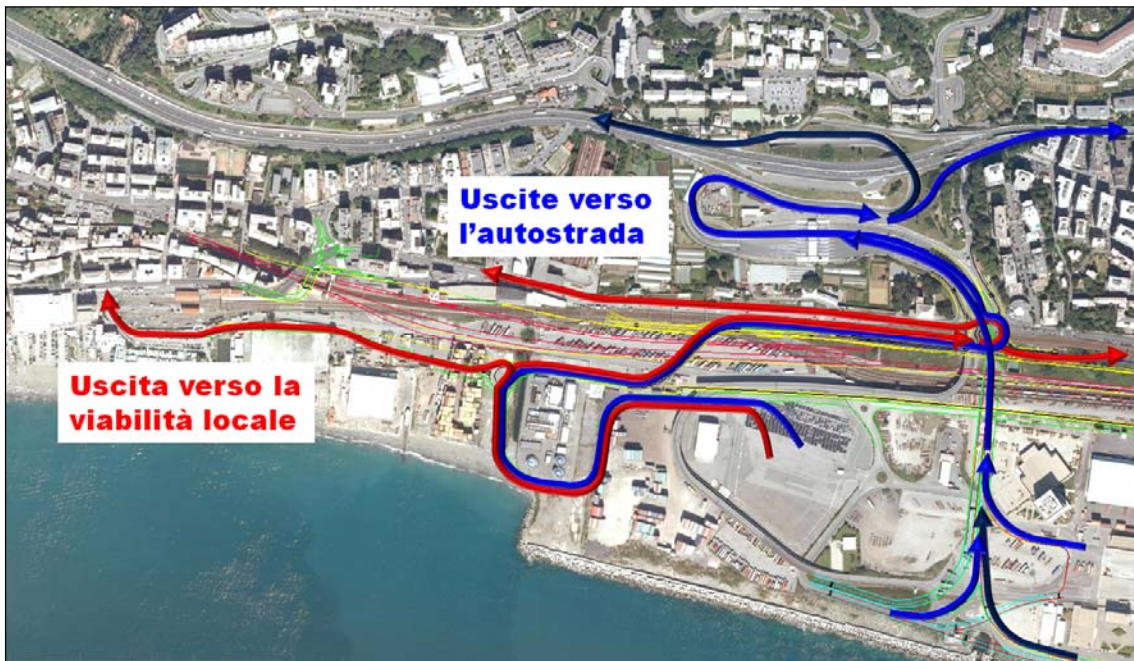 Uscite verso
l'autostrada
Uscita verso la
viabilità locale